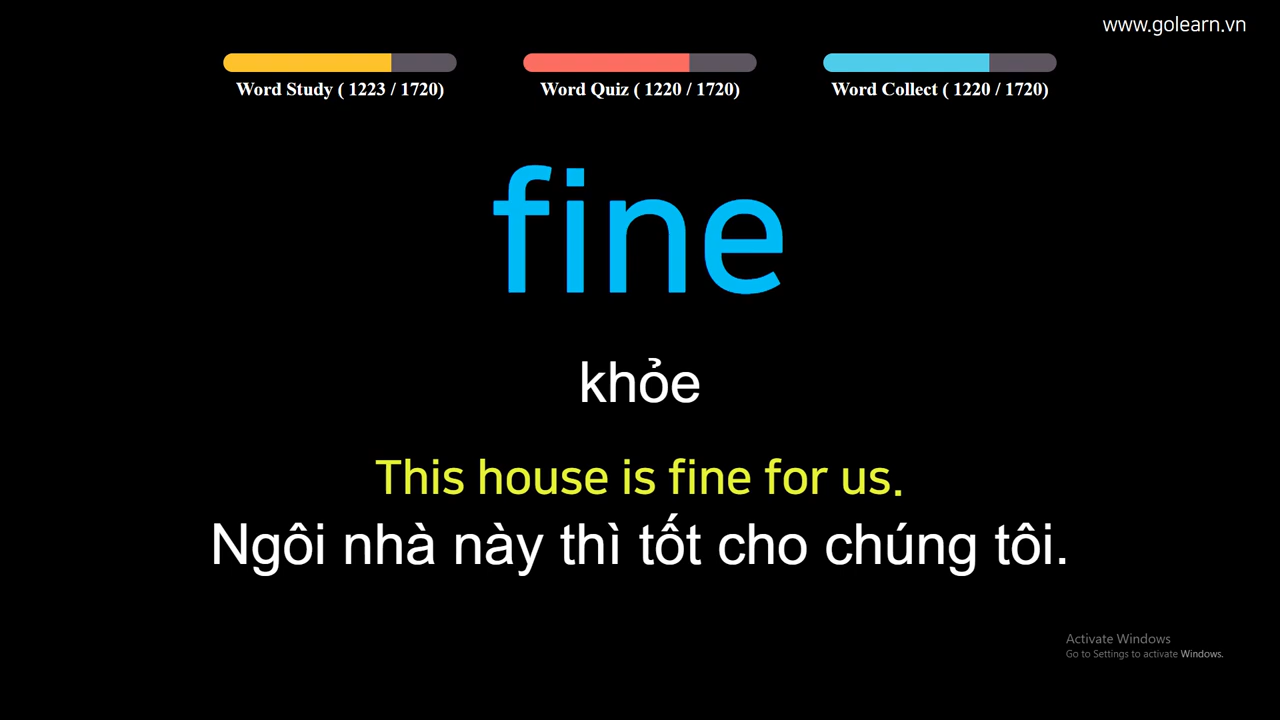 www.golearn.vn
Word Study ( 1223 / 1720)
Word Quiz ( 1220 / 1720)
Word Collect ( 1220 / 1720)
fine
khỏe
This house is fine for us.
Ngôi nhà này thì tốt cho chúng tôi.
Activate Windows
Go to Settings to activate Windows.